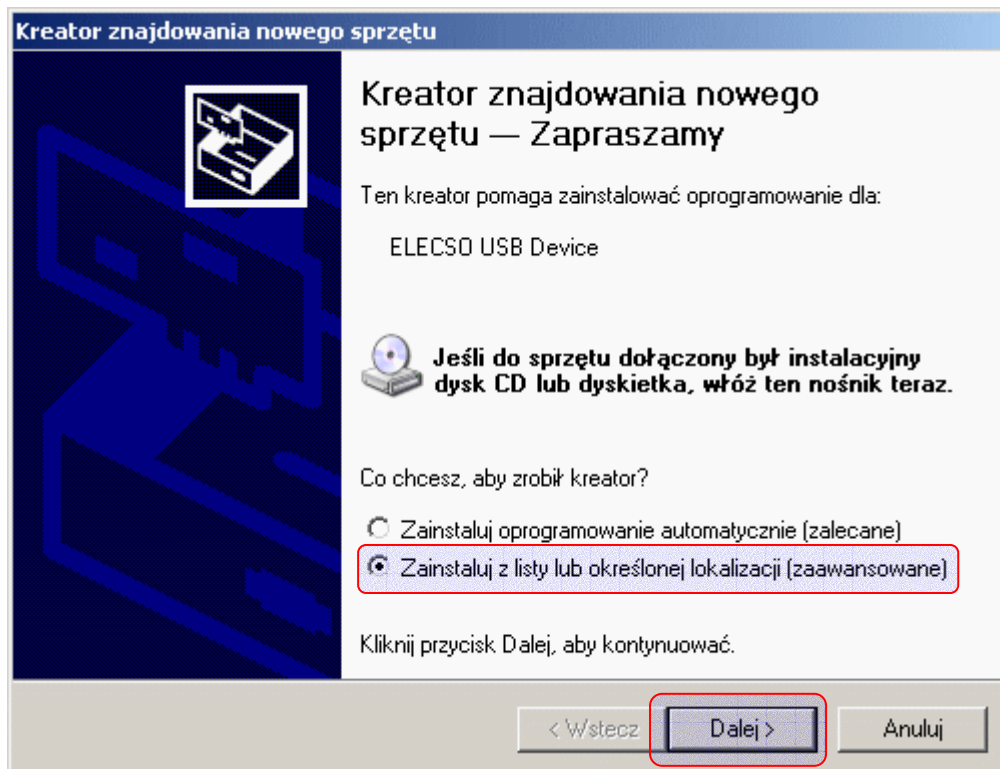 Kreator znajdowania nowego sprzętu
Kreator znajdowania nowego
sprzętu — Zapraszamy
Ten kreator pomaga zainstalować oprogramowanie dla:
ELECSO USB Device
Jeśli do sprzętu dołączony był instalacyjny
dysk CD lub dyskietka, włóż ten nośnik teraz.
Co chcesz, aby zrobił kreator?
Zainstaluj oprogramowanie automatycznie (zalecane)
Zainstaluj z listy lub określonej lokalizacji (zaawansowane)
Kliknij przycisk Dalej, aby kontynuować.
< Wstecz
Dalej >
Anuluj